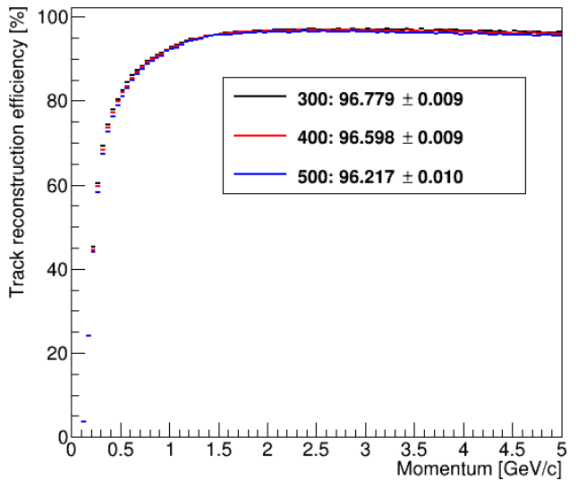 Track reconstruction efficiency [%]
100
80
60
40
20
0
300: 96.779 ± 0.009
400: 96.598 ± 0.009
500: 96.217 ± 0.010
0 0.5 1 1.5 2 2.5 3 3.5 4 4.5 5
Momentum [GeV/c]